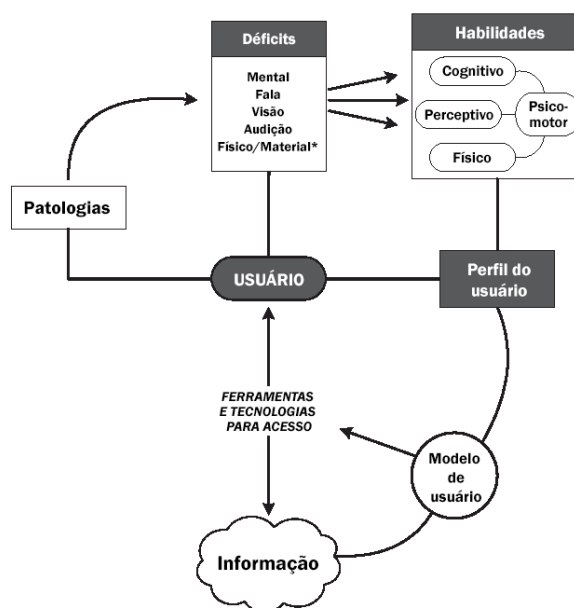 Déficits
Mental
Fala
Visão
Audição
Físico/Material*
Habilidades
Cognitivo
Perceptivo
Físico
Psico-
motor
Patologias
USUÁRIO
Perfil do
usuário
FERRAMENTAS
E TECNOLOGIAS
PARA ACESSO
Modelo
de
usuário
Informação